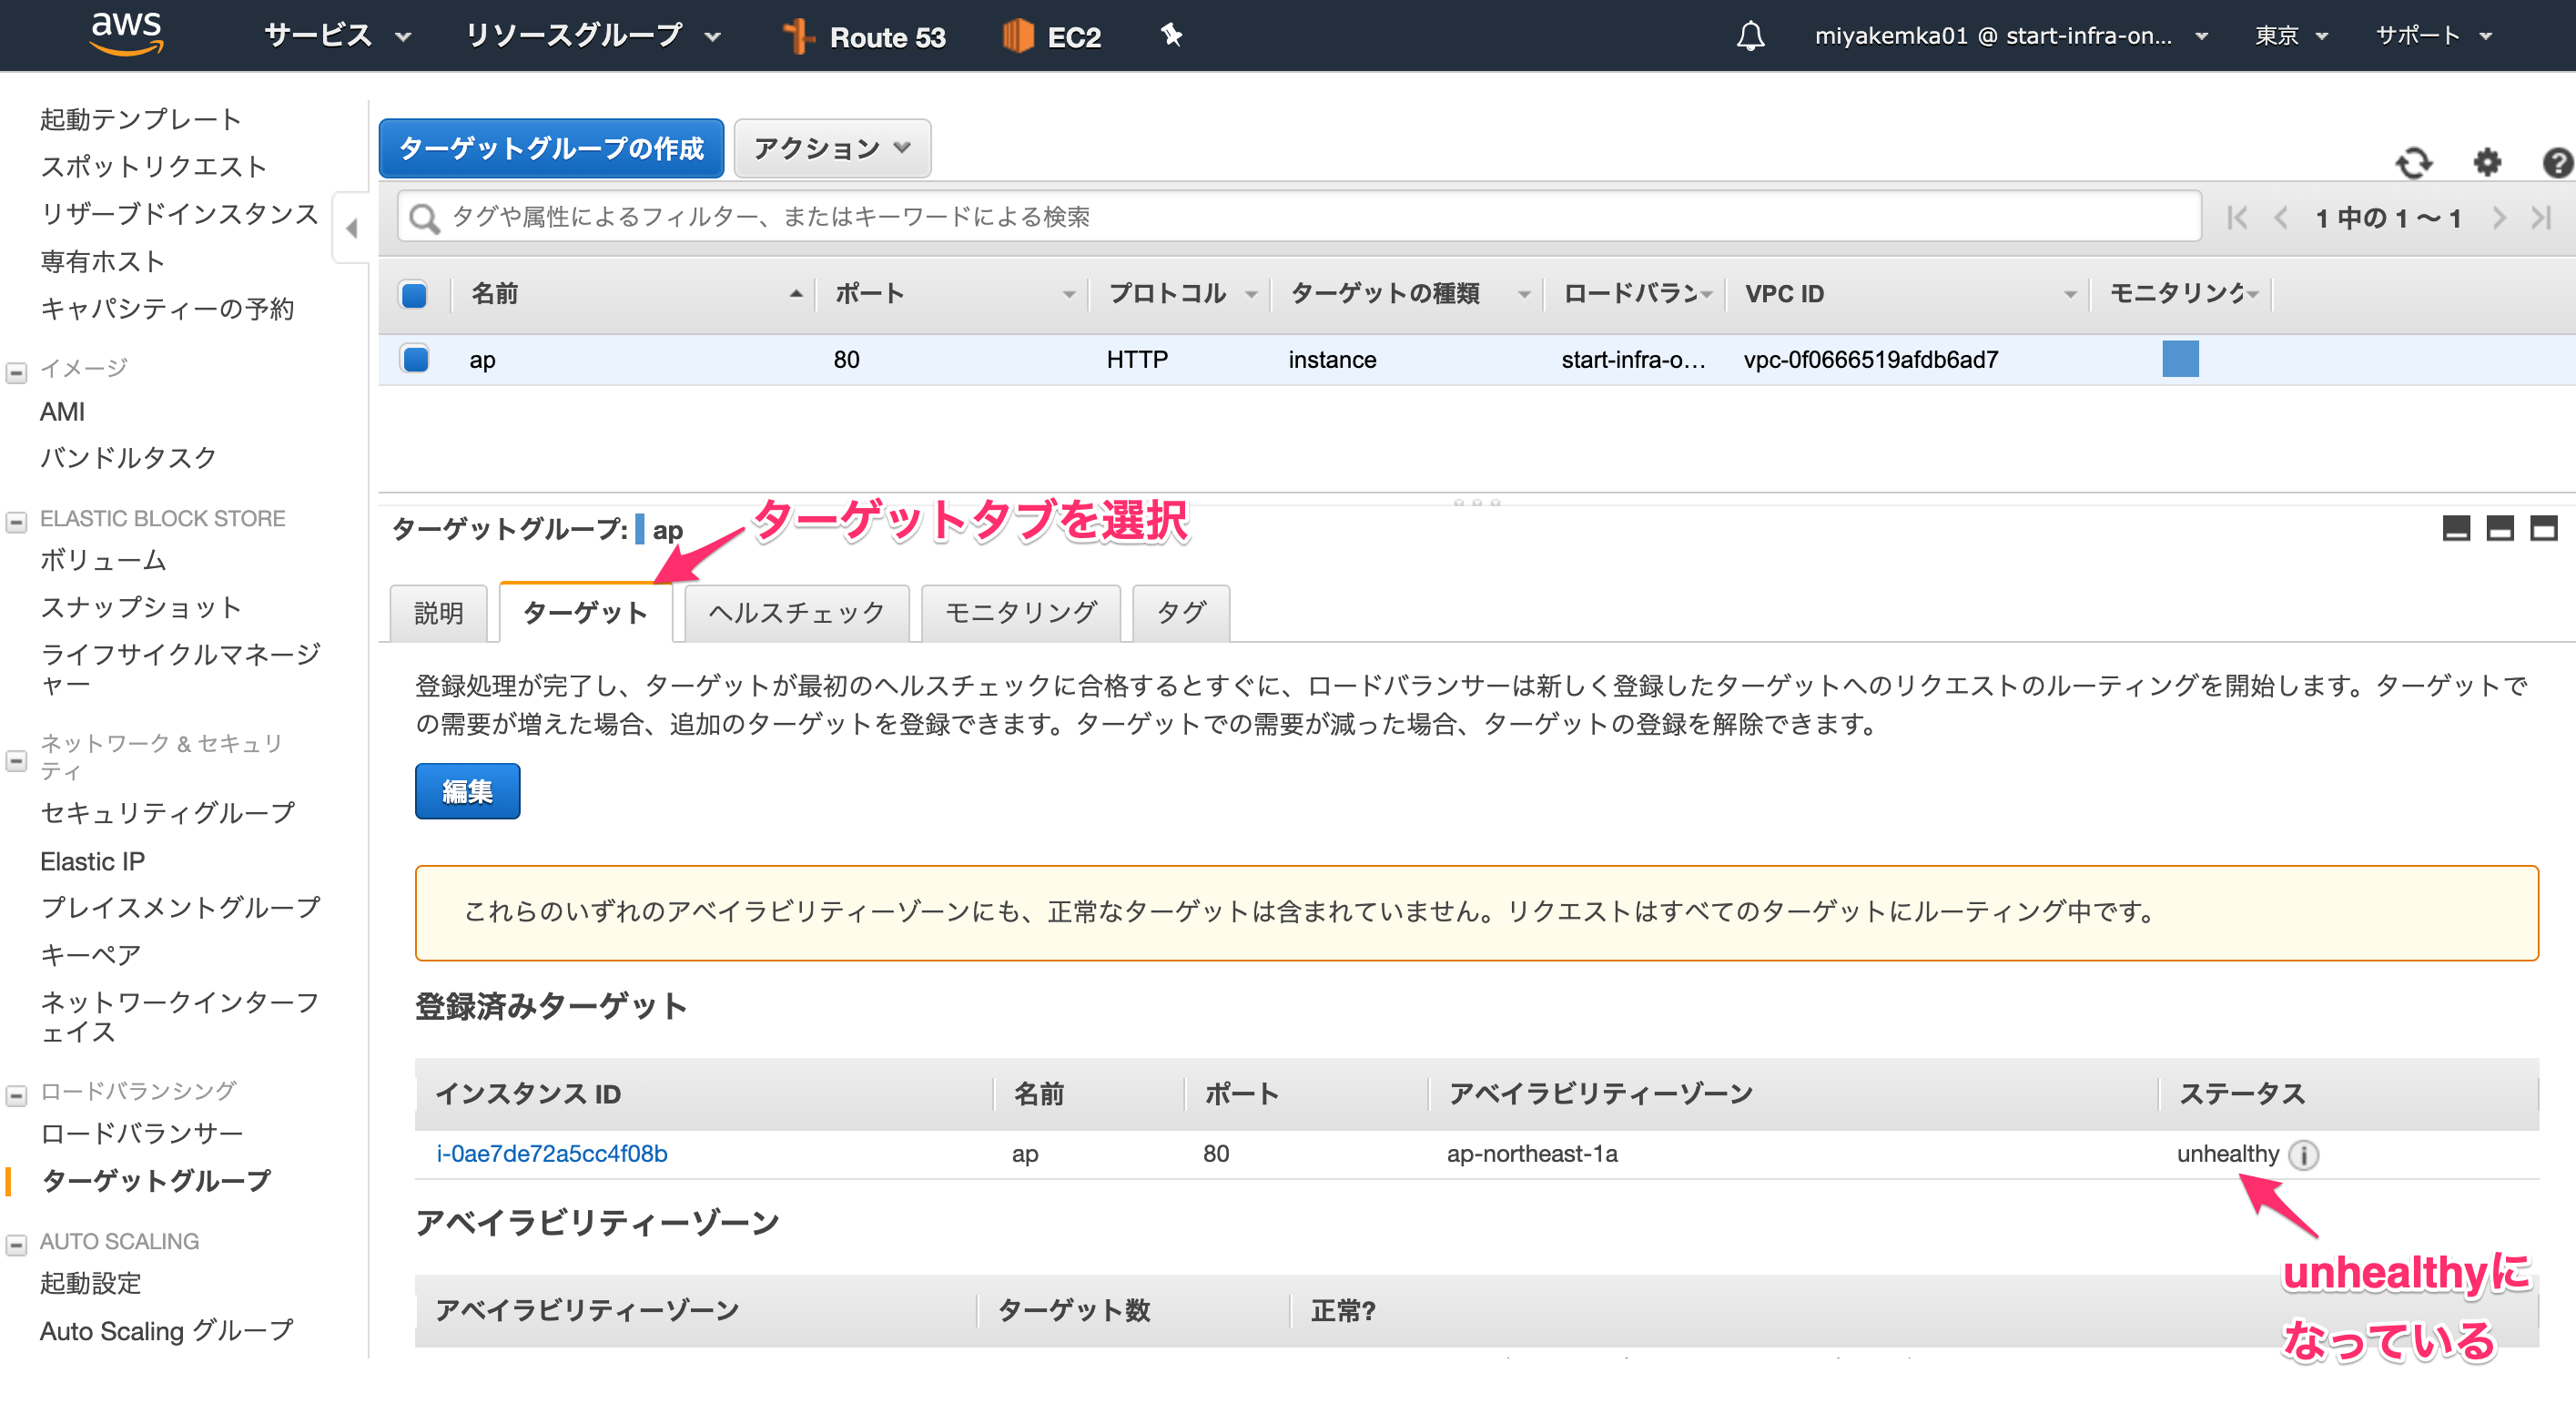 aws サービス リソースグループ Route 53 EC2 miyakemka01 @ start-infra-on... 東京 サポート
起動テンプレート
スポットリクエスト
リザーブドインスタンス
専有ホスト
キャパシティーの予約
イメージ
AMI
バンドルタスク
ELASTIC BLOCK STORE
ボリューム
スナップショット
ライフサイクルマネージ
ャー
ネットワーク & セキュリ
ティ
セキュリティグループ
Elastic IP
プレイスメントグループ
キーペア
ネットワークインターフ
ェイス
ロードバランシング
ロードバランサー
ターゲットグループ
AUTO SCALING
起動設定
Auto Scaling グループ
ターゲットグループの作成 アクション
タグや属性によるフィルター、またはキーワードによる検索 1 中の 1 ～ 1
名前 ポート プロトコル ターゲットの種類 ロードバラン VPC ID モニタリング
ap 80 HTTP instance start-infra-o... vpc-0f0666519afdb6ad7
ターゲットグループ: ap
ターゲットタブを選択
説明 ターゲット ヘルスチェック モニタリング タグ
登録処理が完了し、ターゲットが最初のヘルスチェックに合格するとすぐに、ロードバランサーは新しく登録したターゲットへのリクエストのルーティングを開始します。ターゲットで
の需要が増えた場合、追加のターゲットを登録できます。ターゲットでの需要が減った場合、ターゲットの登録を解除できます。
編集
これらのいずれのアベイラビリティーゾーンにも、正常なターゲットは含まれていません。リクエストはすべてのターゲットにルーティング中です。
登録済みターゲット
インスタンス ID 名前 ポート アベイラビリティーゾーン ステータス
i-0ae7de72a5cc4f08b ap 80 ap-northeast-1a unhealthy
アベイラビリティーゾーン
アベイラビリティーゾーン ターゲット数 正常?
unhealthyに
なっている